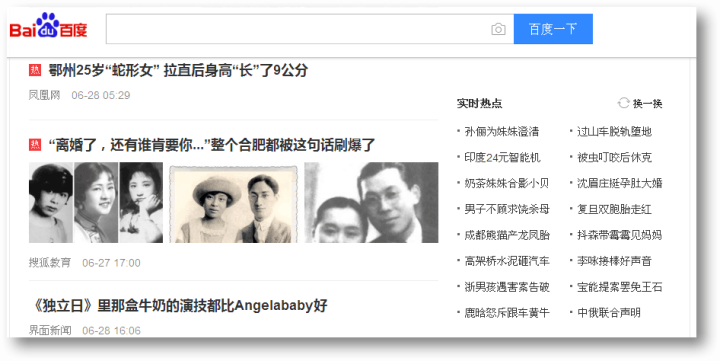 Bai du 百度
百度一下
热 鄂州25岁“蛇形女” 拉直后身高“长”了9公分
凤凰网 06-28 05:29
热 “离婚了，还有谁肯要你...”整个合肥都被这句话刷爆了
搜狐教育 06-27 17:00
《独立日》里那盒牛奶的演技都比Angelababy好
界面新闻 06-28 16:06
实时热点 换一换
孙俪为妹妹澄清 过山车脱轨堕地
印度24元智能机 被虫叮咬后休克
奶茶妹妹合影小贝 沈眉庄挺孕肚大婚
男子不顾求饶杀母 复旦双胞胎走红
成都熊猫产龙凤胎 抖森带霉霉见妈妈
高架桥水泥砸汽车 李咏接棒好声音
浙男孩遇害案告破 宝能提案罢免王石
鹿晗怒斥跟车黄牛 中俄联合声明